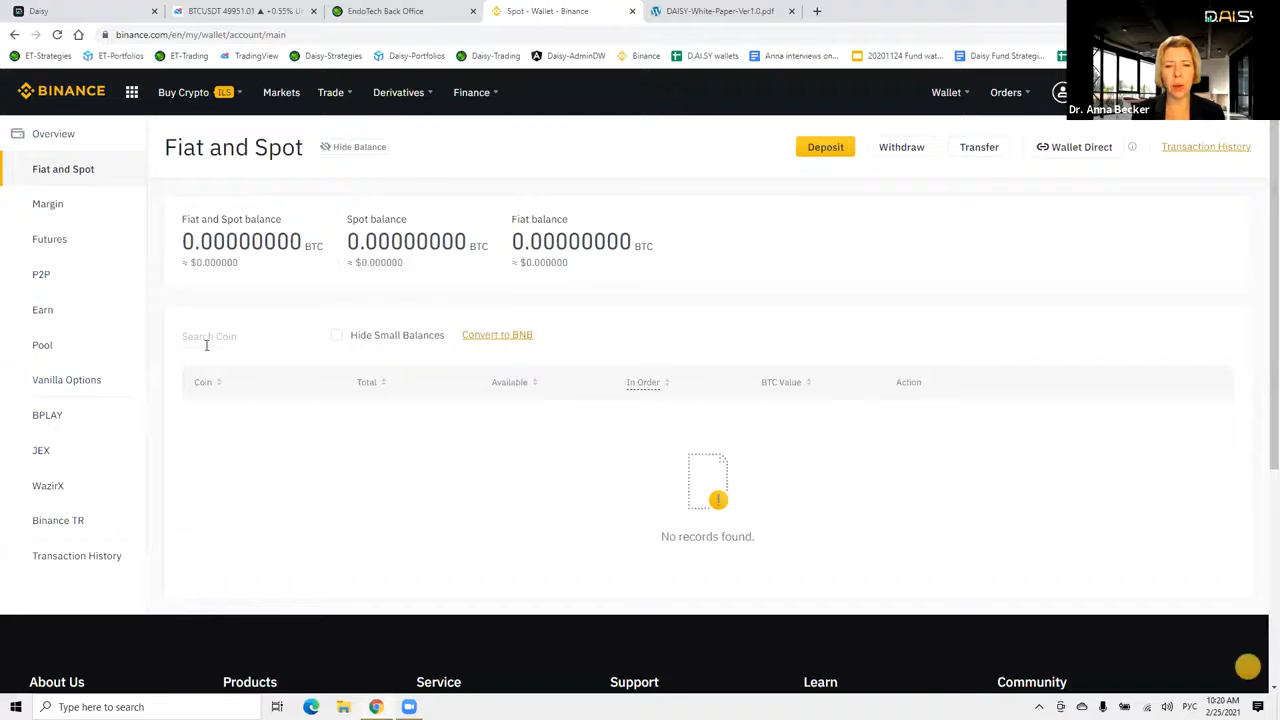 Daisy
BTCUSDT 49951.01 ▲ +0.55% Un
EndoTech Back Office
Spot - Wallet - Binance
DAISY-White-Paper-Ver1.0.pdf
binance.com/en/my/wallet/account/main
ET-Strategies
ET-Portfolios
ET-Trading
TradingView
Daisy-Strategies
Daisy-Portfolios
Daisy-Trading
Daisy-AdminDW
Binance
D.AI.SY wallets
Anna interviews on...
20201124 Fund wat...
Daisy Fund Strateg...
D.AI.SY
Dr. Anna Becker
BINANCE
Buy Crypto ILS
Markets
Trade
Derivatives
Finance
Wallet
Orders
Overview
Fiat and Spot
Margin
Futures
P2P
Earn
Pool
Vanilla Options
BPLAY
JEX
WazirX
Binance TR
Transaction History
Fiat and Spot
Hide Balance
Deposit
Withdraw
Transfer
Wallet Direct
Transaction History
Fiat and Spot balance
0.00000000 BTC
≈ $0.000000
Spot balance
0.00000000 BTC
≈ $0.000000
Fiat balance
0.00000000 BTC
≈ $0.000000
Search Coin
Hide Small Balances
Convert to BNB
Coin
Total
Available
In Order
BTC Value
Action
No records found.
About Us
Products
Service
Support
Learn
Community
Type here to search
РУС
10:20 AM
2/25/2021